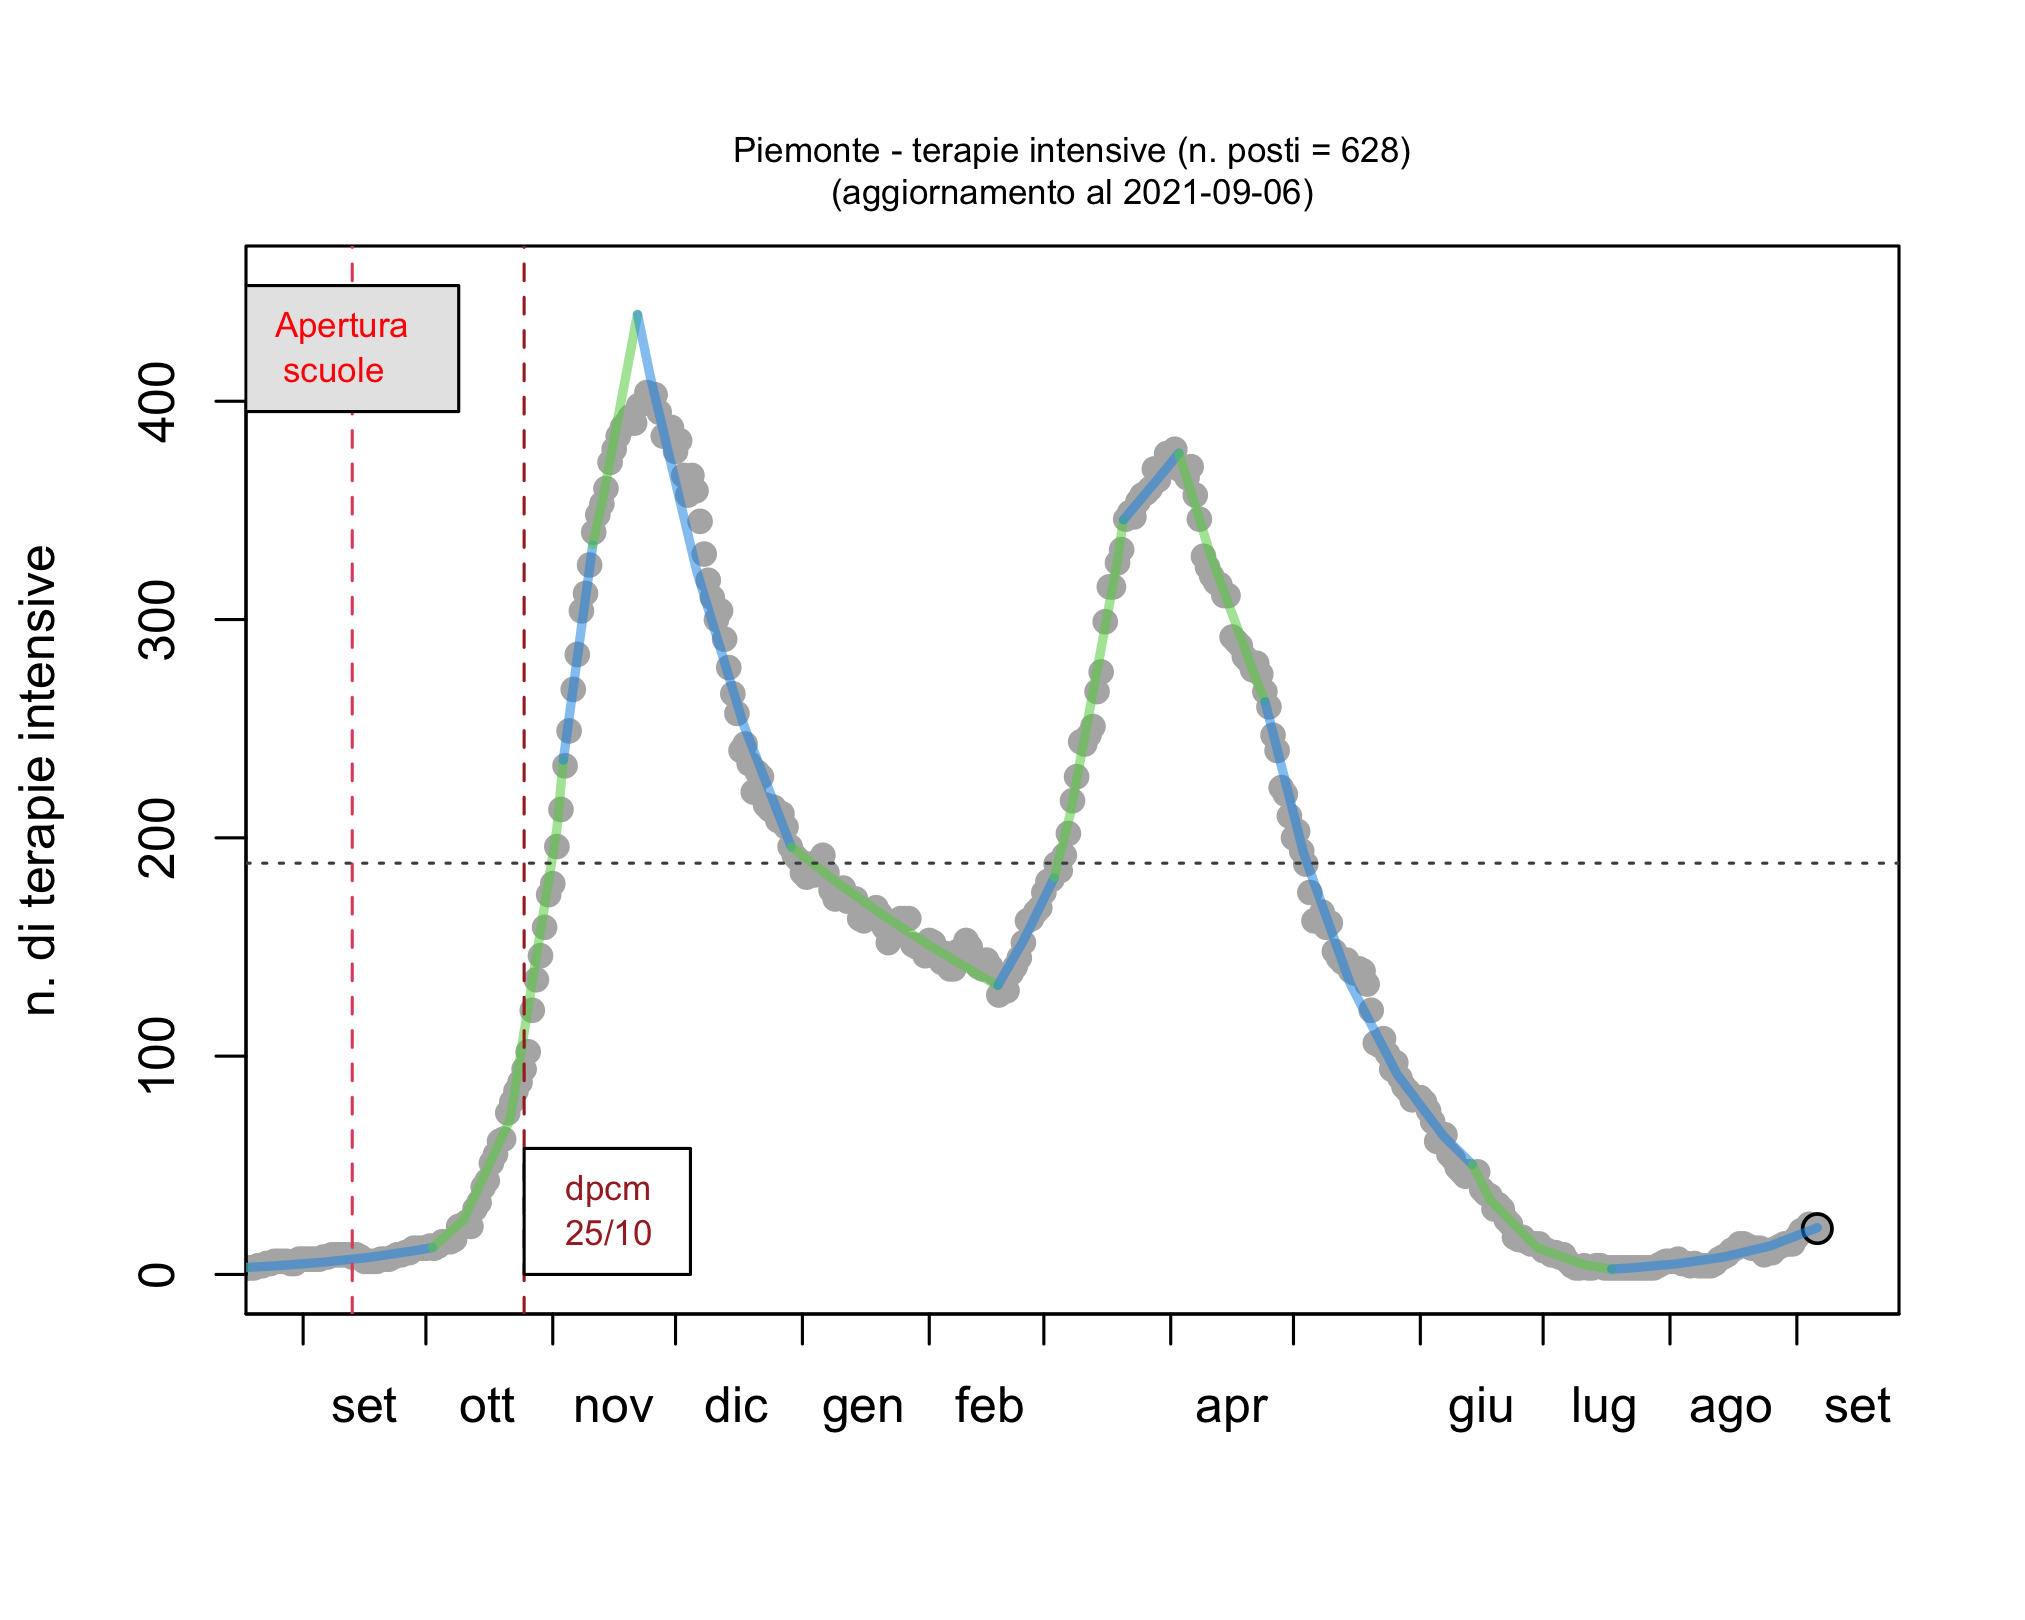 Piemonte - terapie intensive (n. posti = 628)
(aggiornamento al 2021-09-06)
Apertura
scuole
n. di terapie intensive
400
300
200
100
0
dpcm
25/10
set ott nov dic gen feb apr giu lug ago set